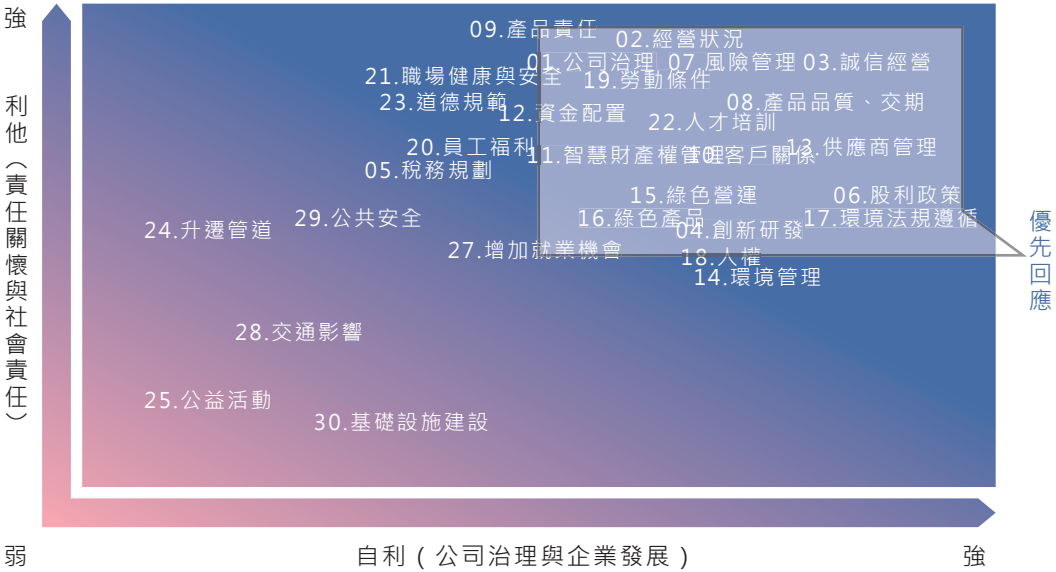 強
利他（責任關懷與社會責任）
09.產品責任
02.經營狀況
01.公司治理
07.風險管理
03.誠信經營
21.職場健康與安全
19.勞動條件
23.道德規範
12.資金配置
08.產品品質、交期
22.人才培訓
20.員工福利
11.智慧財產權管理
10.客戶關係
13.供應商管理
05.稅務規劃
15.綠色營運
06.股利政策
24.升遷管道
29.公共安全
16.綠色產品
04.創新研發
17.環境法規遵循
27.增加就業機會
18.人權
14.環境管理
優先回應
28.交通影響
25.公益活動
30.基礎設施建設
弱
自利(公司治理與企業發展)
強